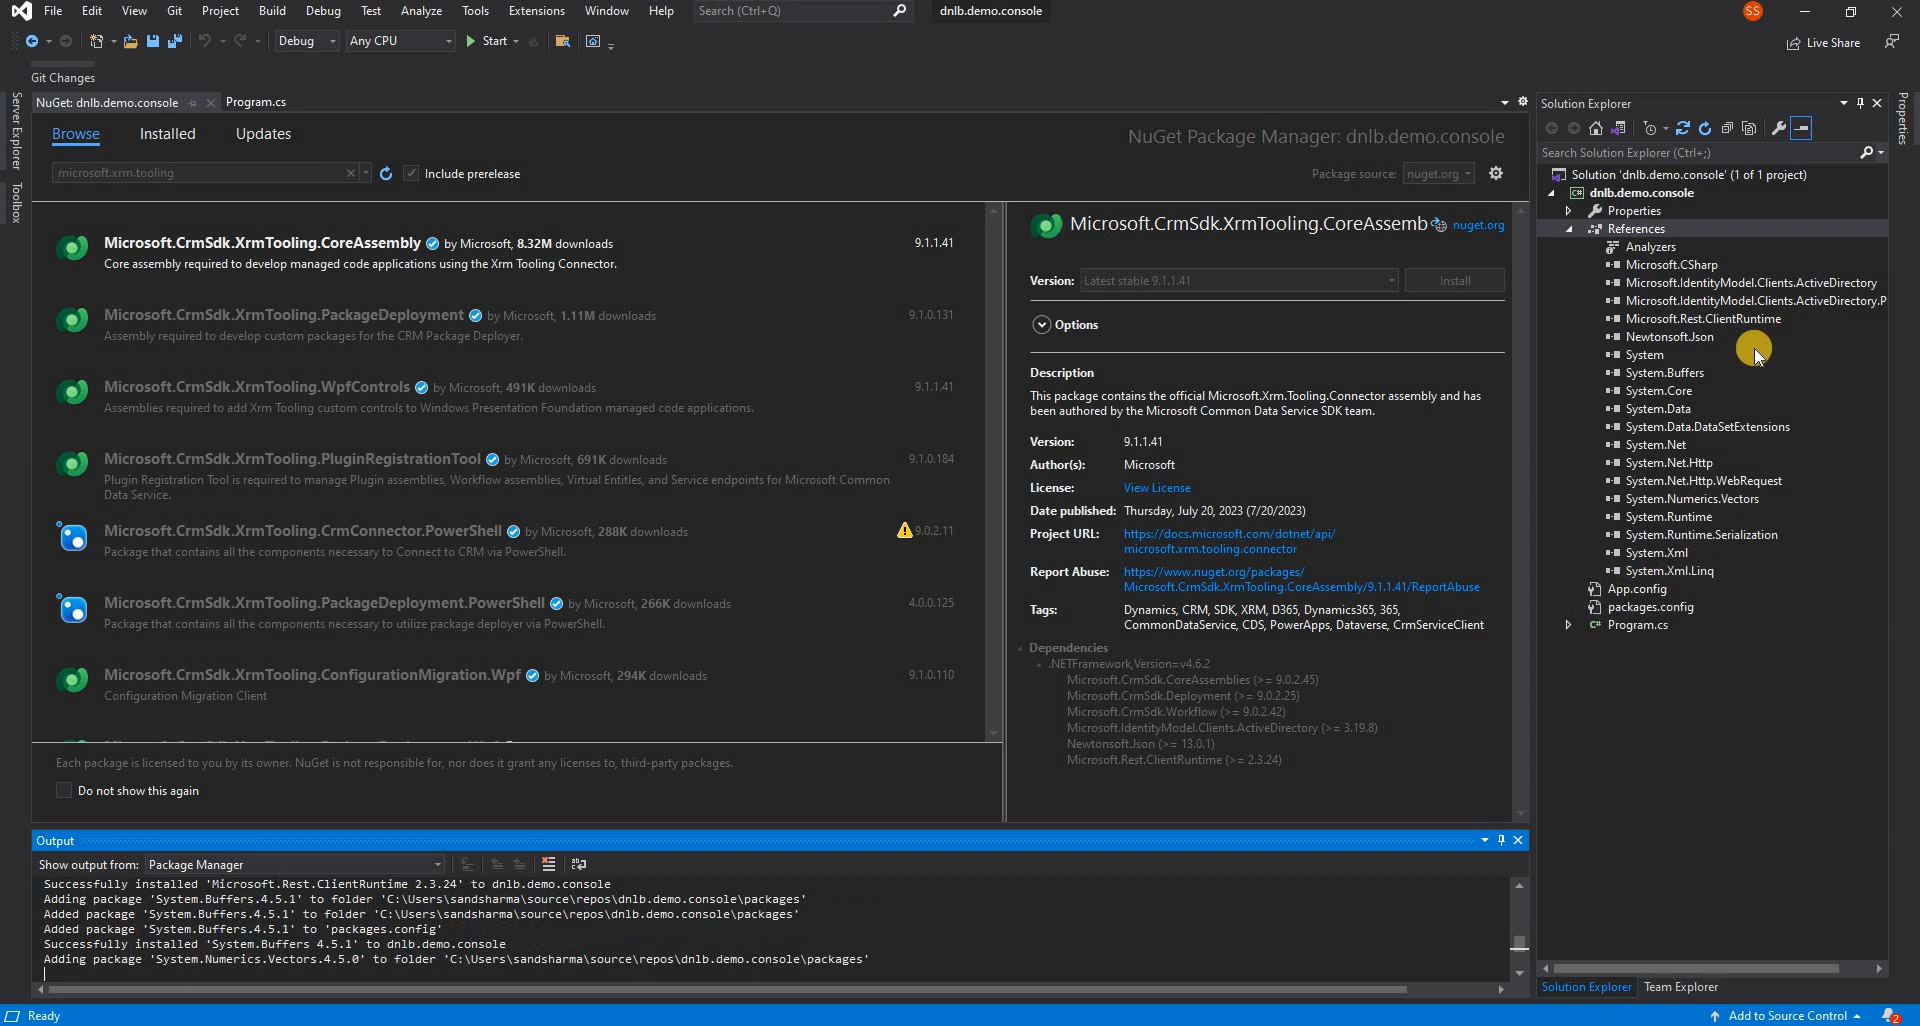 File Edit View Git Project Build Debug Test Analyze Tools Extensions Window Help Search (Ctrl+Q) dnlb.demo.console SS
Debug Any CPU Start Live Share
Git Changes
Server Explorer
Toolbox
NuGet: dnlb.demo.console Program.cs
Browse Installed Updates
NuGet Package Manager: dnlb.demo.console
microsoft.xrm.tooling Include prerelease
Package source: nuget.org
Microsoft.CrmSdk.XrmTooling.CoreAssembly by Microsoft, 8.32M downloads 9.1.1.41
Core assembly required to develop managed code applications using the Xrm Tooling Connector.
Microsoft.CrmSdk.XrmTooling.PackageDeployment by Microsoft, 1.11M downloads 9.1.0.131
Assembly required to develop custom packages for the CRM Package Deployer.
Microsoft.CrmSdk.XrmTooling.WpfControls by Microsoft, 491K downloads 9.1.1.41
Assemblies required to add Xrm Tooling custom controls to Windows Presentation Foundation managed code applications.
Microsoft.CrmSdk.XrmTooling.PluginRegistrationTool by Microsoft, 691K downloads 9.1.0.184
Plugin Registration Tool is required to manage Plugin assemblies, Workflow assemblies, Virtual Entities, and Service endpoints for Microsoft Common
Data Service.
Microsoft.CrmSdk.XrmTooling.CrmConnector.PowerShell by Microsoft, 288K downloads 9.0.2.11
Package that contains all the components necessary to Connect to CRM via PowerShell.
Microsoft.CrmSdk.XrmTooling.PackageDeployment.PowerShell by Microsoft, 266K downloads 4.0.0.125
Package that contains all the components necessary to utilize package deployer via PowerShell.
Microsoft.CrmSdk.XrmTooling.ConfigurationMigration.Wpf by Microsoft, 294K downloads 9.1.0.110
Configuration Migration Client
Each package is licensed to you by its owner. NuGet is not responsible for, nor does it grant any licenses to, third-party packages.
Do not show this again
Microsoft.CrmSdk.XrmTooling.CoreAssemb nuget.org
Version: Latest stable 9.1.1.41 Install
Options
Description
This package contains the official Microsoft.Xrm.Tooling.Connector assembly and has
been authored by the Microsoft Common Data Service SDK team.
Version: 9.1.1.41
Author(s): Microsoft
License: View License
Date published: Thursday, July 20, 2023 (7/20/2023)
Project URL: https://docs.microsoft.com/dotnet/api/
microsoft.xrm.tooling.connector
Report Abuse: https://www.nuget.org/packages/
Microsoft.CrmSdk.XrmTooling.CoreAssembly/9.1.1.41/ReportAbuse
Tags: Dynamics, CRM, SDK, XRM, D365, Dynamics365, 365,
CommonDataService, CDS, PowerApps, Dataverse, CrmServiceClient
Dependencies
.NETFramework,Version=v4.6.2
Microsoft.CrmSdk.CoreAssemblies (>= 9.0.2.45)
Microsoft.CrmSdk.Deployment (>= 9.0.2.25)
Microsoft.CrmSdk.Workflow (>= 9.0.2.42)
Microsoft.IdentityModel.Clients.ActiveDirectory (>= 3.19.8)
Newtonsoft.Json (>= 13.0.1)
Microsoft.Rest.ClientRuntime (>= 2.3.24)
Output
Show output from: Package Manager
Successfully installed 'Microsoft.Rest.ClientRuntime 2.3.24' to dnlb.demo.console
Adding package 'System.Buffers.4.5.1' to folder 'C:\Users\sandsharma\source\repos\dnlb.demo.console\packages'
Added package 'System.Buffers.4.5.1' to folder 'C:\Users\sandsharma\source\repos\dnlb.demo.console\packages'
Added package 'System.Buffers.4.5.1' to 'packages.config'
Successfully installed 'System.Buffers 4.5.1' to dnlb.demo.console
Adding package 'System.Numerics.Vectors.4.5.0' to folder 'C:\Users\sandsharma\source\repos\dnlb.demo.console\packages'
Solution Explorer
Search Solution Explorer (Ctrl+;)
Solution 'dnlb.demo.console' (1 of 1 project)
C# dnlb.demo.console
Properties
References
Analyzers
Microsoft.CSharp
Microsoft.IdentityModel.Clients.ActiveDirectory
Microsoft.IdentityModel.Clients.ActiveDirectory.P
Microsoft.Rest.ClientRuntime
Newtonsoft.Json
System
System.Buffers
System.Core
System.Data
System.Data.DataSetExtensions
System.Net
System.Net.Http
System.Net.Http.WebRequest
System.Numerics.Vectors
System.Runtime
System.Runtime.Serialization
System.Xml
System.Xml.Linq
App.config
packages.config
C# Program.cs
Solution Explorer Team Explorer
Properties
Ready Add to Source Control 2